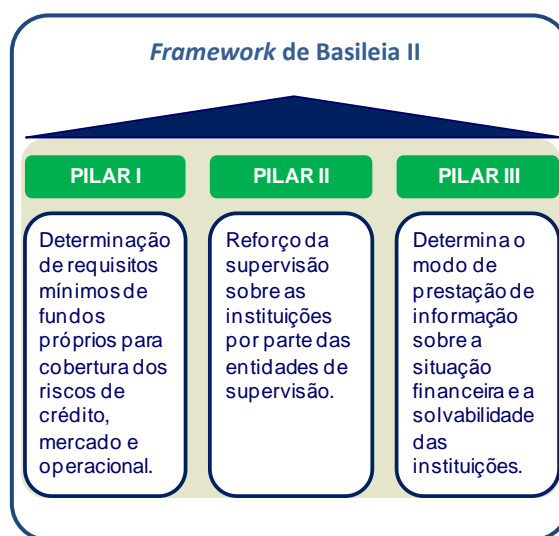 Framework de Basileia II
PILAR I
PILAR II
PILAR III
Determinação
de requisitos
mínimos de
fundos
próprios para
cobertura dos
riscos de
crédito,
mercado e
operacional.
Reforço da
supervisão
sobre as
instituições
por parte das
entidades de
supervisão.
Determina o
modo de
prestação de
informação
sobre a
situação
financeira e a
solvabilidade
das
instituições.